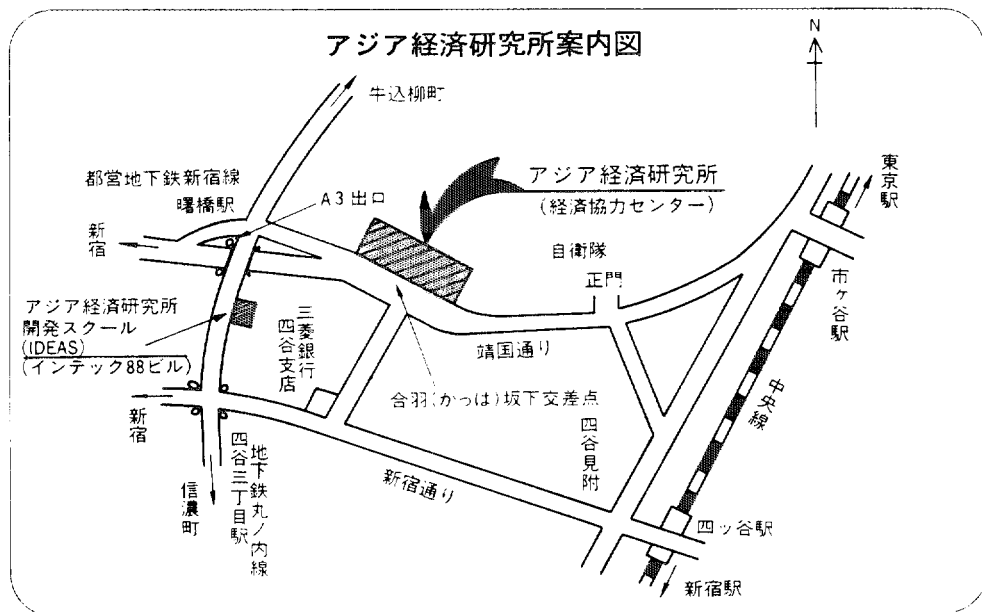 アジア経済研究所案内図
N
牛込柳町
都営地下鉄新宿線
曙橋駅
A3出口
アジア経済研究所
(経済協力センター)
東京駅
新宿
自衛隊
正門
市ヶ谷駅
アジア経済研究所
開発スクール
(IDEAS)
(インテック88ビル)
三菱銀行
四谷支店
靖国通り
中央線
合羽(かっは)坂下交差点
新宿
四谷見附
信濃町
地下鉄丸ノ内線
四谷三丁目駅
新宿通り
四ッ谷駅
新宿駅